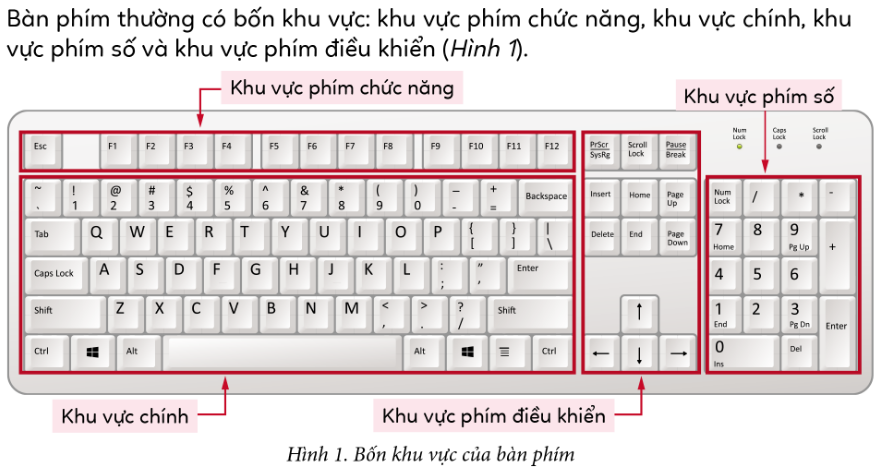 Bàn phím thường có bốn khu vực: khu vực phím chức năng, khu vực chính, khu
vực phím số và khu vực phím điều khiển (Hình 1).
Khu vực phím chức năng
Khu vực phím số
Num Lock Caps Lock Scroll Lock
Esc F1 F2 F3 F4 F5 F6 F7 F8 F9 F10 F11 F12 PrScr SysRg Scroll Lock Pause Break
~ ` ! 1 @ 2 # 3 $ 4 % 5 ^ 6 & 7 * 8 ( 9 ) 0 – - + = Backspace Insert Home Page Up Num Lock / * -
Tab Q W E R T Y U I O P { [ } ] | \ Delete End Page Down 7 Home 8 9 Pg Up +
Caps Lock A S D F G H J K L : ; " ' Enter 4 5 6
Shift Z X C V B N M < , > . ? / Shift ↑ 1 End 2 3 Pg Dn Enter
Ctrl Alt Alt Ctrl ← ↓ → 0 Ins Del
Khu vực chính
Khu vực phím điều khiển
Hình 1. Bốn khu vực của bàn phím